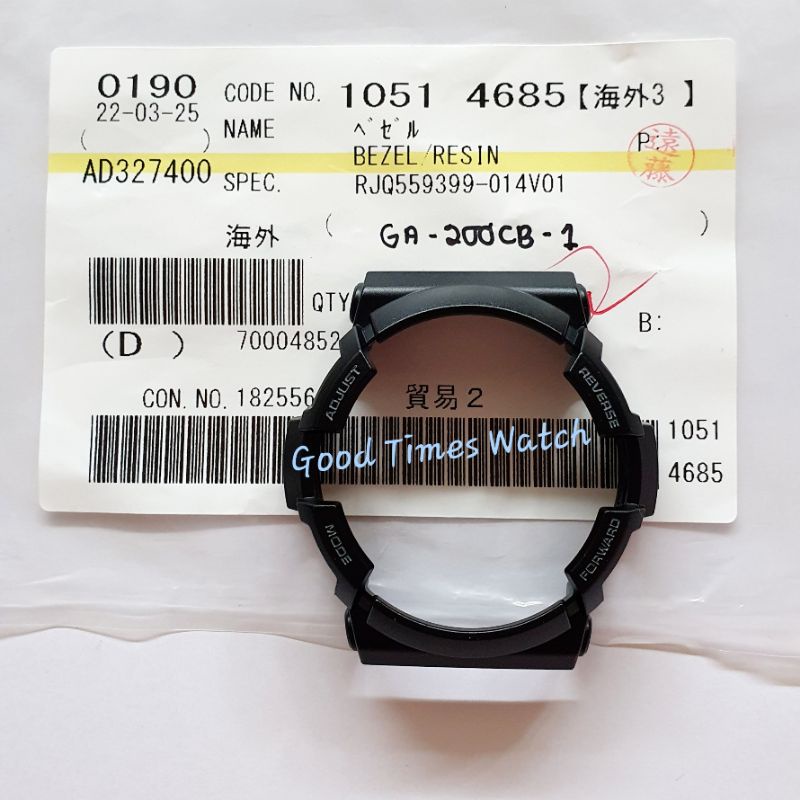 0190 CODE NO. 1051 4685【海外3 】
22-03-25 NAME ﾍﾞｾﾞﾙ
( ) BEZEL/RESIN P:
遠藤
AD327400 SPEC. RJQ559399-014V01
海外 ( GA-200CB-1 )
QTY
B:
(D ) 70004852
CON.NO. 182556 貿易2
ADJUST
REVERSE
1051
4685
Good Times Watch
MODE
FORWARD